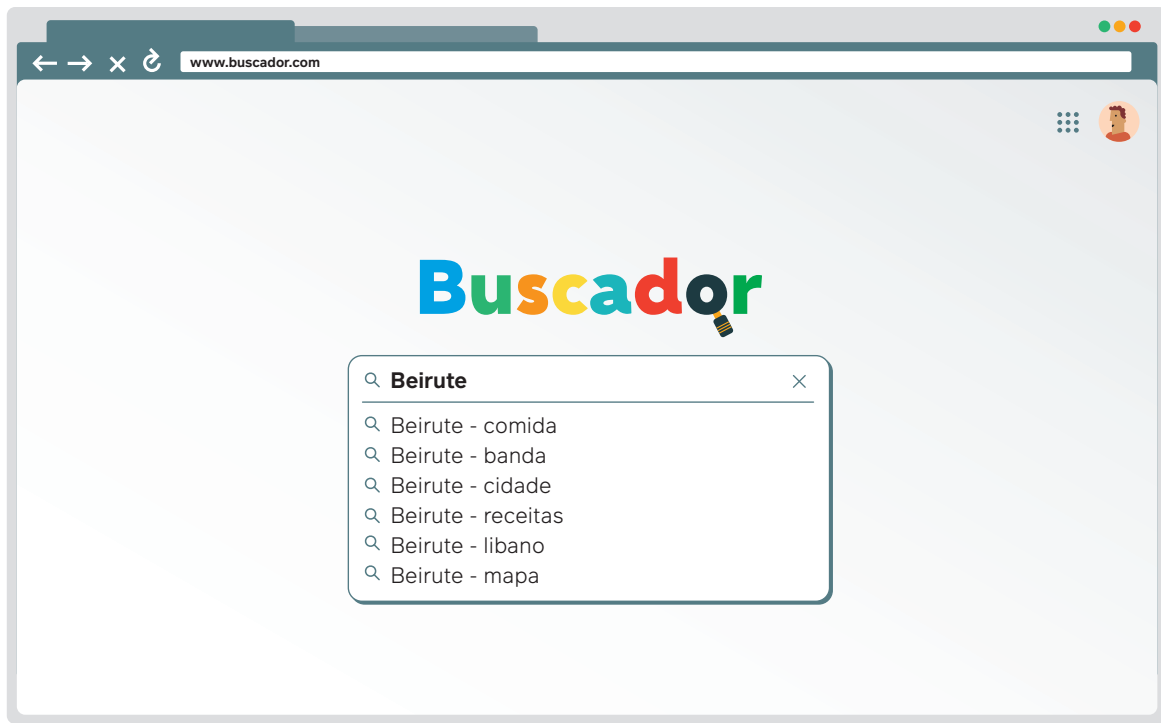 www.buscador.com
Buscador
Beirute
Beirute - comida
Beirute - banda
Beirute - cidade
Beirute - receitas
Beirute - libano
Beirute - mapa